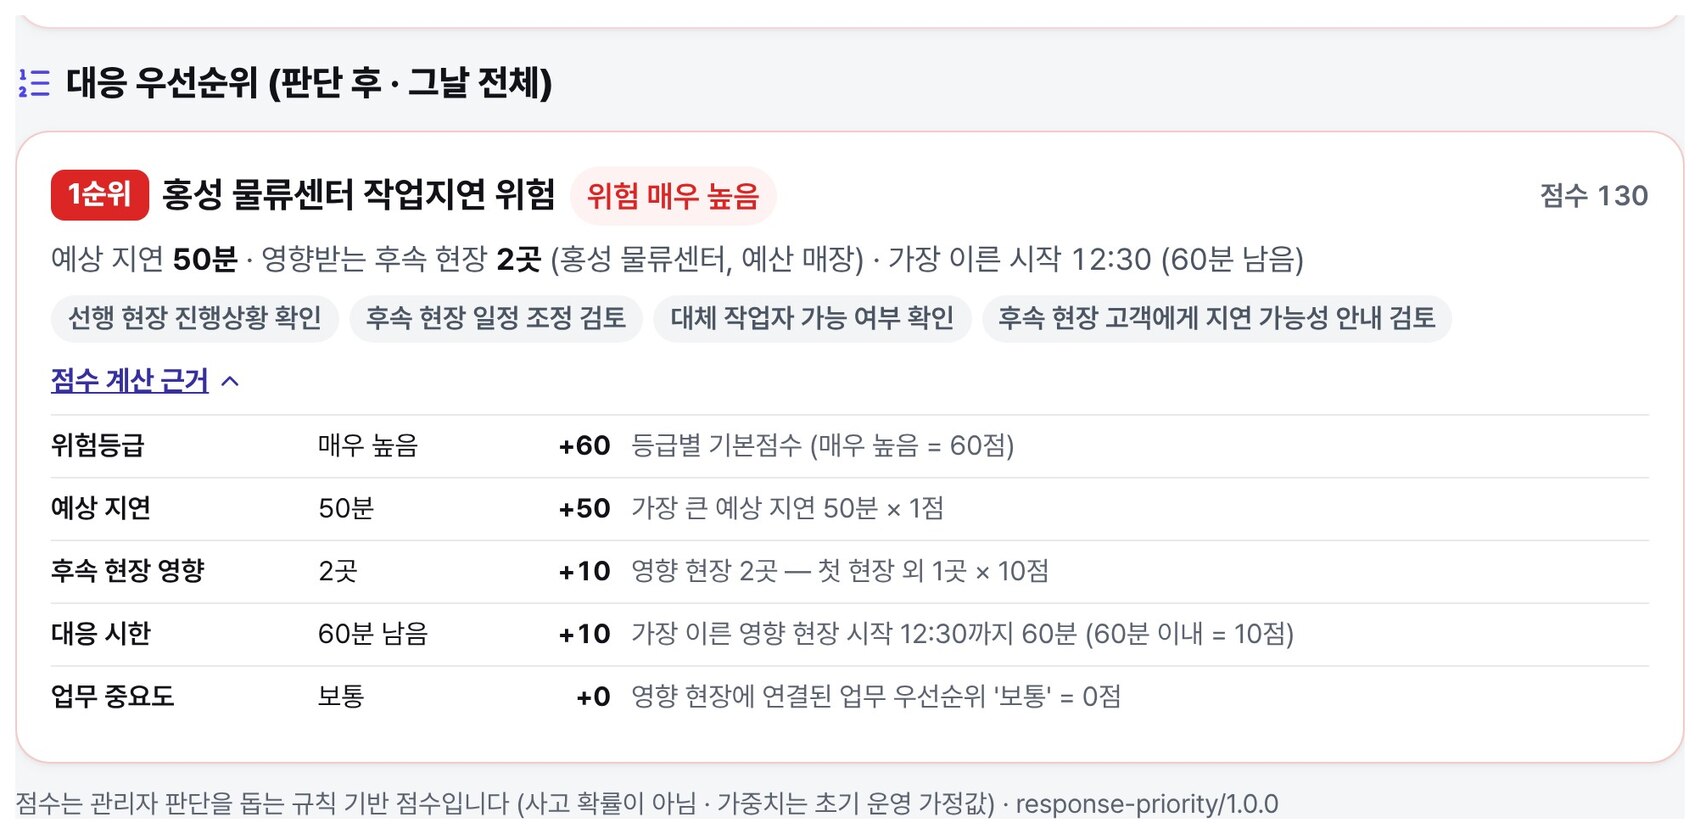 대응 우선순위 (판단 후 · 그날 전체)
1순위 홍성 물류센터 작업지연 위험 위험 매우 높음 점수 130
예상 지연 50분 · 영향받는 후속 현장 2곳 (홍성 물류센터, 예산 매장) · 가장 이른 시작 12:30 (60분 남음)
선행 현장 진행상황 확인 후속 현장 일정 조정 검토 대체 작업자 가능 여부 확인 후속 현장 고객에게 지연 가능성 안내 검토
점수 계산 근거
위험등급 매우 높음 +60 등급별 기본점수 (매우 높음 = 60점)
예상 지연 50분 +50 가장 큰 예상 지연 50분 × 1점
후속 현장 영향 2곳 +10 영향 현장 2곳 — 첫 현장 외 1곳 × 10점
대응 시한 60분 남음 +10 가장 이른 영향 현장 시작 12:30까지 60분 (60분 이내 = 10점)
업무 중요도 보통 +0 영향 현장에 연결된 업무 우선순위 '보통' = 0점
점수는 관리자 판단을 돕는 규칙 기반 점수입니다 (사고 확률이 아님 · 가중치는 초기 운영 가정값) · response-priority/1.0.0